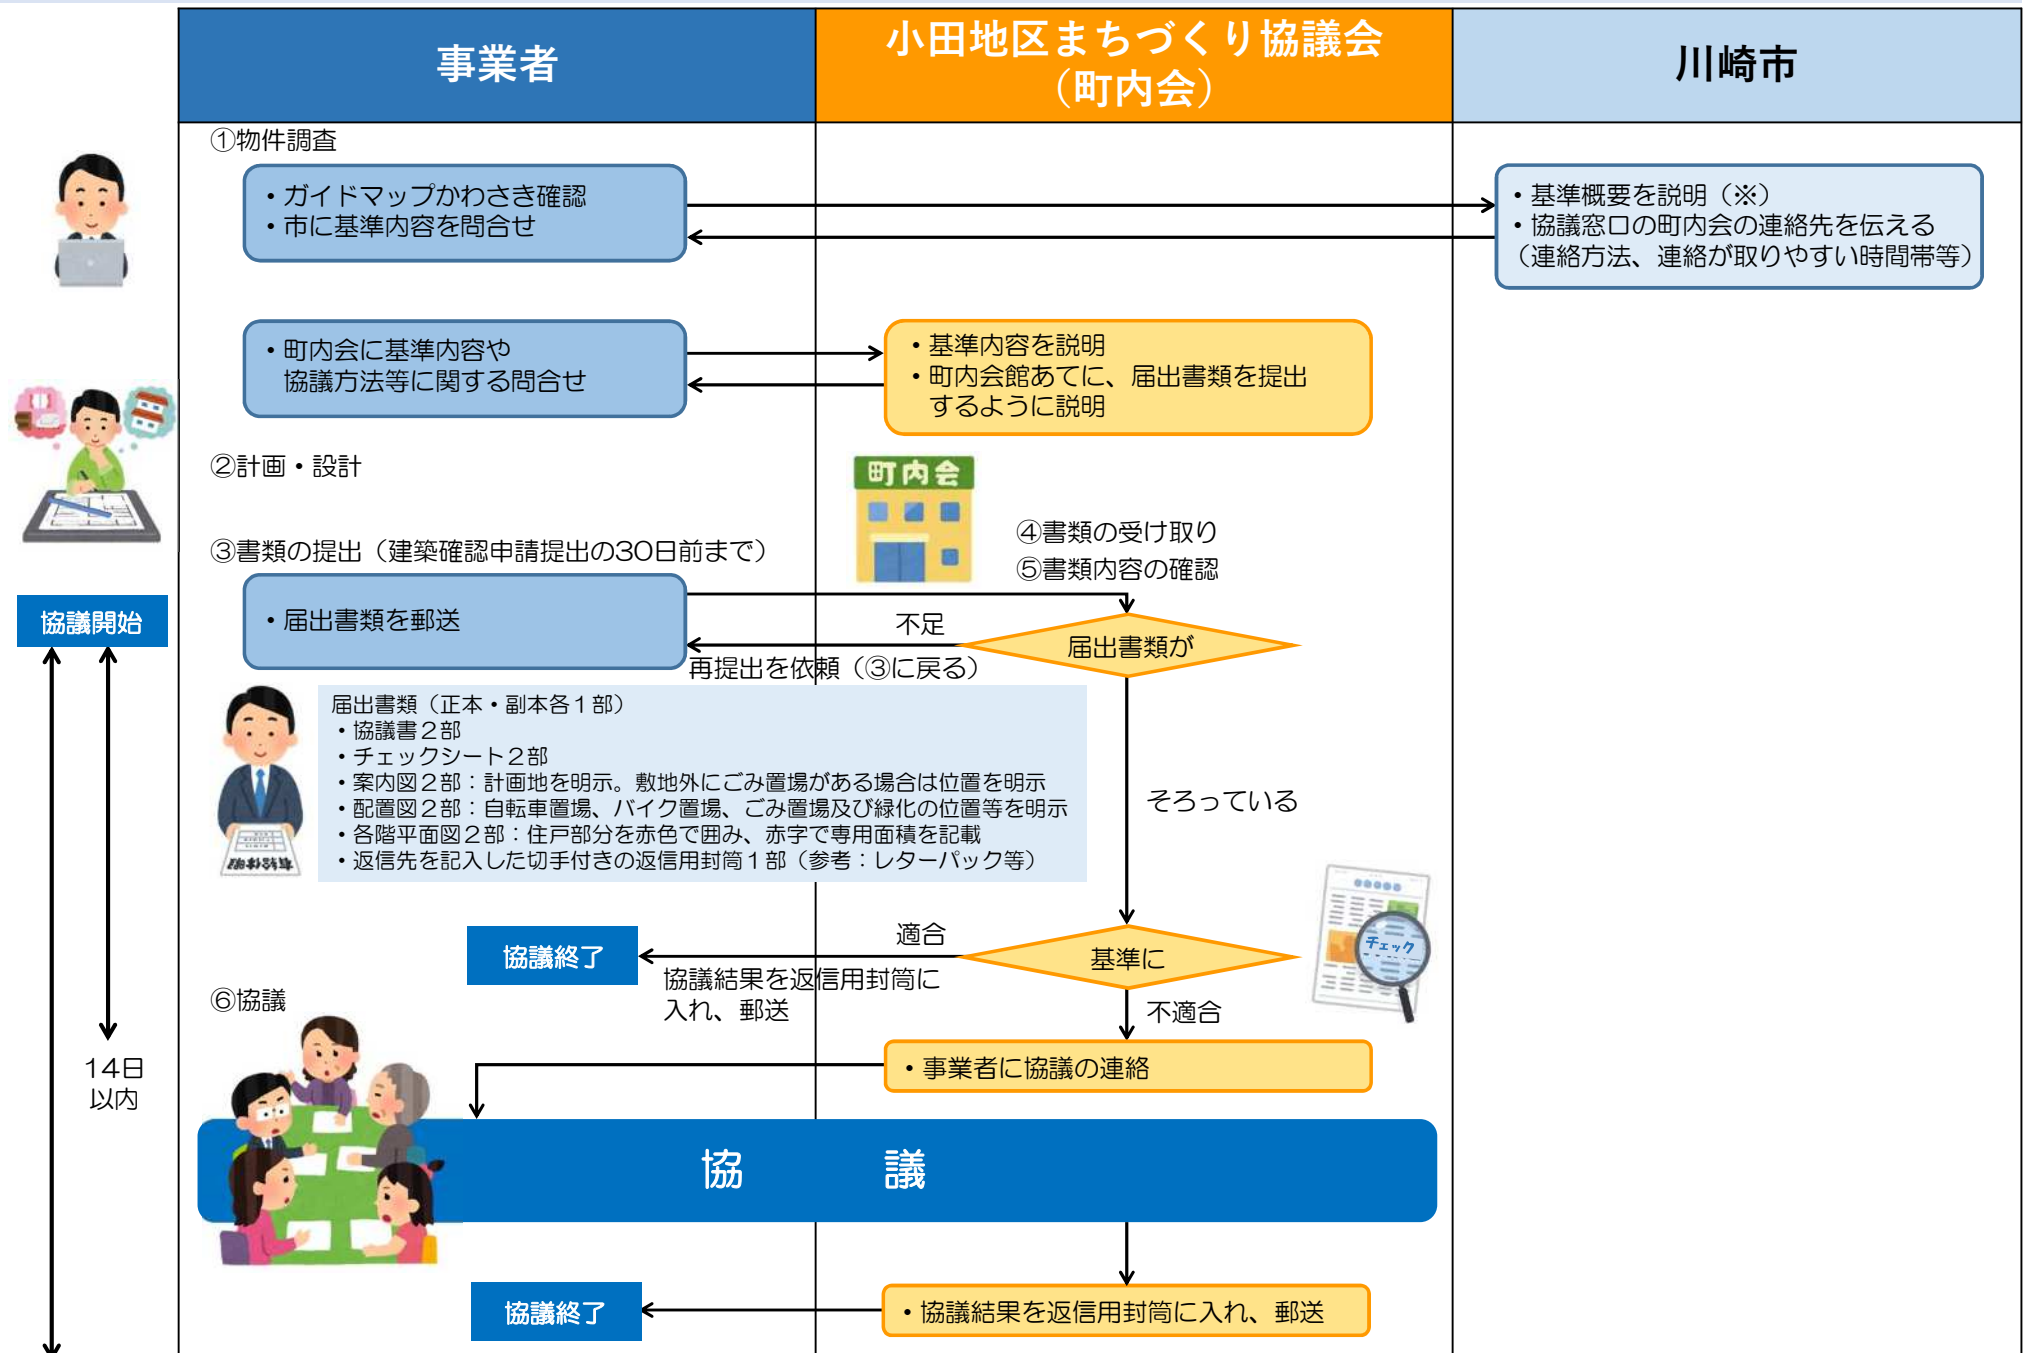 事業者
小田地区まちづくり協議会
（町内会）
川崎市
①物件調査
・ガイドマップかわさき確認
・市に基準内容を問合せ
・基準概要を説明（※）
・協議窓口の町内会の連絡先を伝える
（連絡方法、連絡が取りやすい時間帯等）
・町内会に基準内容や
協議方法等に関する問合せ
・基準内容を説明
・町内会館あてに、届出書類を提出
するように説明
②計画・設計
町内会
④書類の受け取り
③書類の提出（建築確認申請提出の30日前まで）
⑤書類内容の確認
協議開始
・届出書類を郵送
不足
届出書類が
再提出を依頼（③に戻る）
届出書類（正本・副本各１部）
・協議書２部
・チェックシート２部
・案内図２部：計画地を明示。敷地外にごみ置場がある場合は位置を明示
・配置図２部：自転車置場、バイク置場、ごみ置場及び緑化の位置等を明示
・各階平面図２部：住戸部分を赤色で囲み、赤字で専用面積を記載
・返信先を記入した切手付きの返信用封筒１部（参考：レターパック等）
そろっている
チェック
適合
協議終了
基準に
協議結果を返信用封筒に
入れ、郵送
⑥協議
不適合
14日
以内
・事業者に協議の連絡
協　議
協議終了
・協議結果を返信用封筒に入れ、郵送